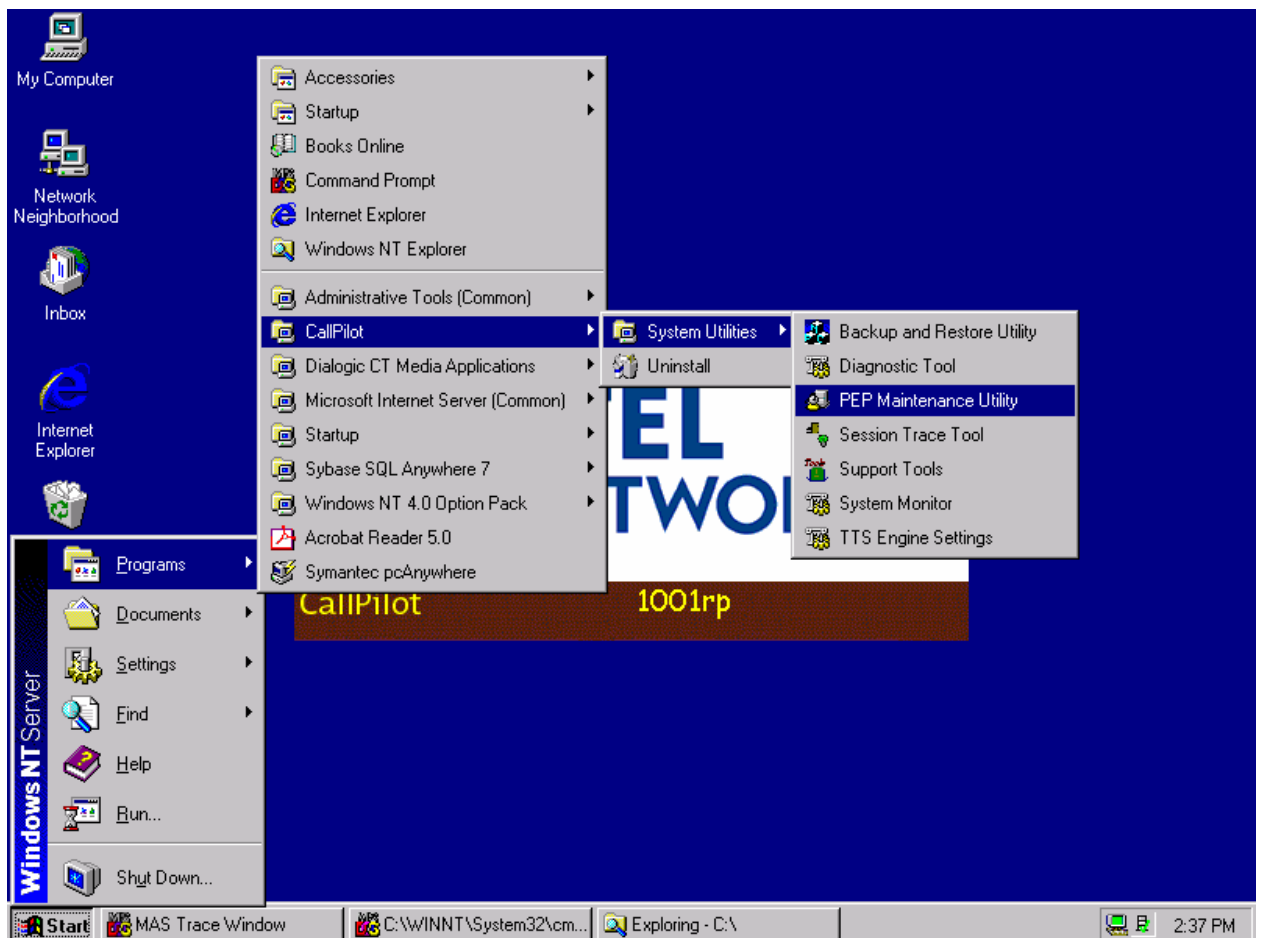 My Computer
Network
Neighborhood
Inbox
Internet
Explorer
Accessories
Startup
Books Online
Command Prompt
Internet Explorer
Windows NT Explorer
Administrative Tools (Common)
CallPilot
Dialogic CT Media Applications
Microsoft Internet Server (Common)
Startup
Sybase SQL Anywhere 7
Windows NT 4.0 Option Pack
Acrobat Reader 5.0
Symantec pcAnywhere
System Utilities
Uninstall
Backup and Restore Utility
Diagnostic Tool
PEP Maintenance Utility
Session Trace Tool
Support Tools
System Monitor
TTS Engine Settings
CallPilot 1001rp
Windows NT Server
Programs
Documents
Settings
Find
Help
Run...
Shut Down...
Start
MAS Trace Window
C:\WINNT\System32\cm...
Exploring - C:\
2:37 PM